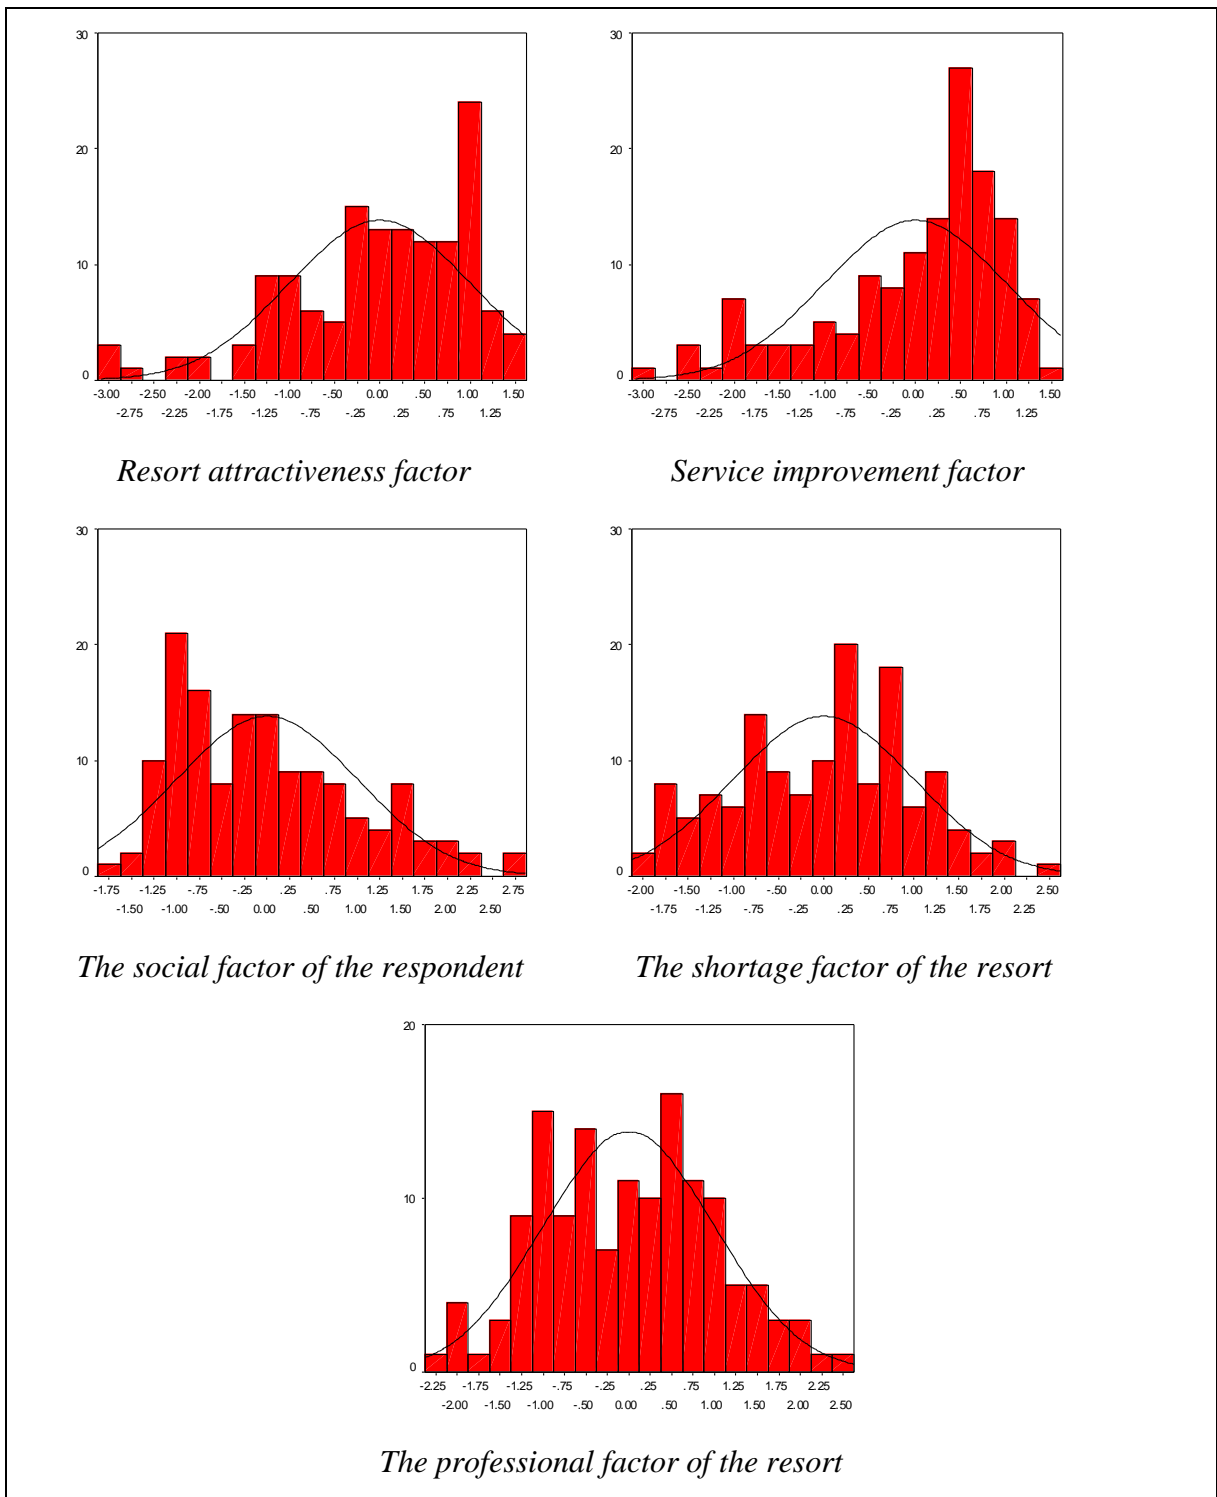 30
20
10
0
-3.00 -2.50 -2.00 -1.50 -1.00 -.50 0.00 .50 1.00 1.50
-2.75 -2.25 -1.75 -1.25 -.75 -.25 .25 .75 1.25
Resort attractiveness factor
30
20
10
0
-3.00 -2.50 -2.00 -1.50 -1.00 -.50 0.00 .50 1.00 1.50
-2.75 -2.25 -1.75 -1.25 -.75 -.25 .25 .75 1.25
Service improvement factor
30
20
10
0
-1.75 -1.25 -.75 -.25 .25 .75 1.25 1.75 2.25 2.75
-1.50 -1.00 -.50 0.00 .50 1.00 1.50 2.00 2.50
The social factor of the respondent
30
20
10
0
-2.00 -1.50 -1.00 -.50 0.00 .50 1.00 1.50 2.00 2.50
-1.75 -1.25 -.75 -.25 .25 .75 1.25 1.75 2.25
The shortage factor of the resort
20
10
0
-2.25 -1.75 -1.25 -.75 -.25 .25 .75 1.25 1.75 2.25
-2.00 -1.50 -1.00 -.50 0.00 .50 1.00 1.50 2.00 2.50
The professional factor of the resort